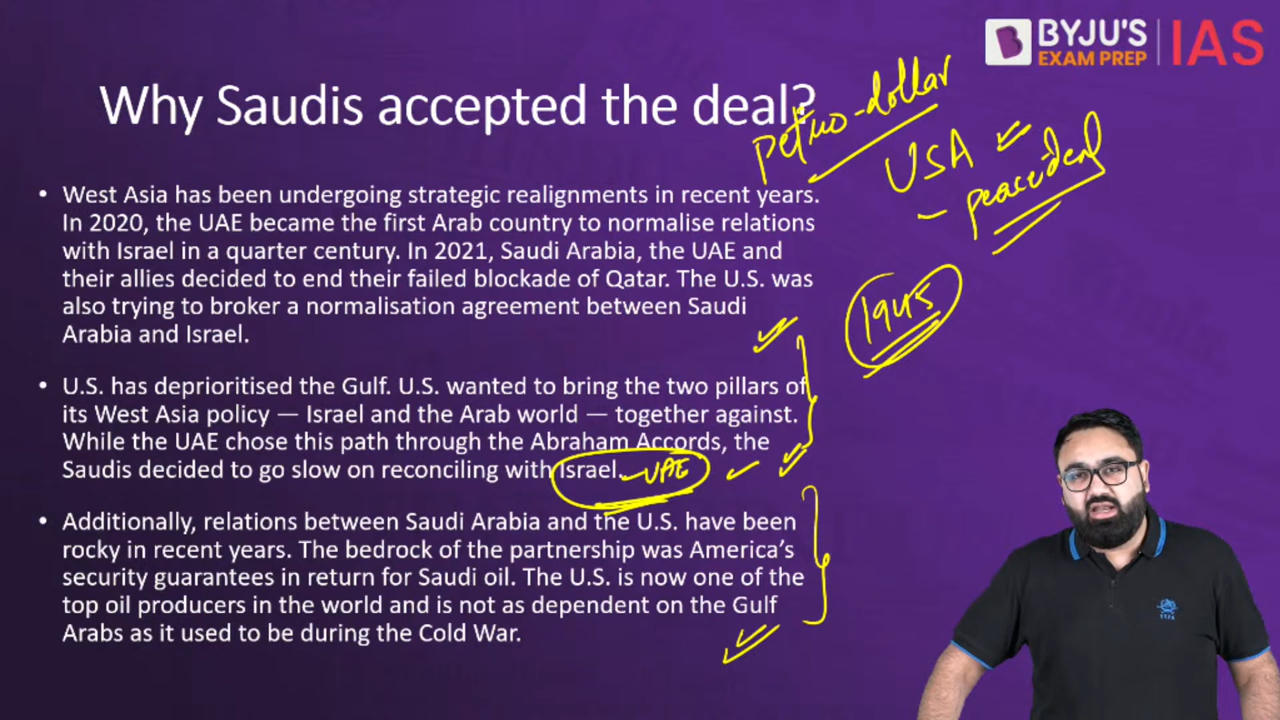 BYJU'S
EXAM PREP
IAS
Why Saudis accepted the deal?
petro-dollar
USA
- peace deal
1945
• West Asia has been undergoing strategic realignments in recent years.
In 2020, the UAE became the first Arab country to normalise relations
with Israel in a quarter century. In 2021, Saudi Arabia, the UAE and
their allies decided to end their failed blockade of Qatar. The U.S. was
also trying to broker a normalisation agreement between Saudi
Arabia and Israel.
• U.S. has deprioritised the Gulf. U.S. wanted to bring the two pillars of
its West Asia policy — Israel and the Arab world — together against.
While the UAE chose this path through the Abraham Accords, the
Saudis decided to go slow on reconciling with Israel. UAE
• Additionally, relations between Saudi Arabia and the U.S. have been
rocky in recent years. The bedrock of the partnership was America's
security guarantees in return for Saudi oil. The U.S. is now one of the
top oil producers in the world and is not as dependent on the Gulf
Arabs as it used to be during the Cold War.